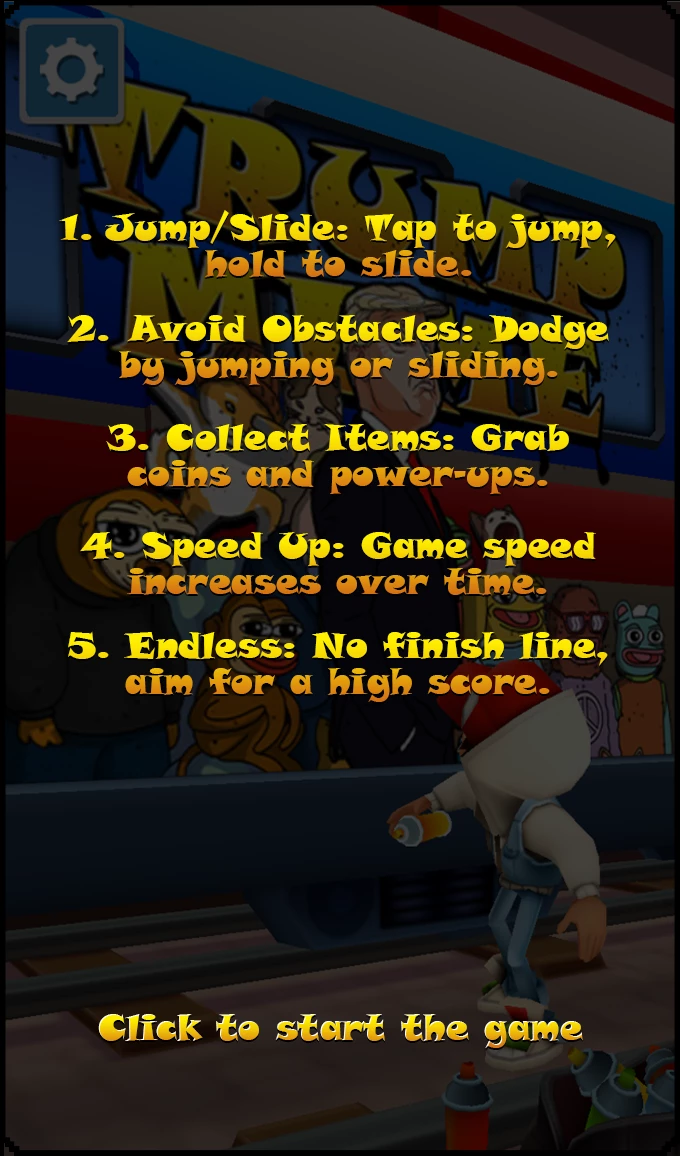 TRUMP
1. Jump/Slide: Tap to jump,
hold to slide.
2. Avoid Obstacles: Dodge
by jumping or sliding.
3. Collect Items: Grab
coins and power-ups.
4. Speed Up: Game speed
increases over time.
5. Endless: No finish line,
aim for a high score.
Click to start the game